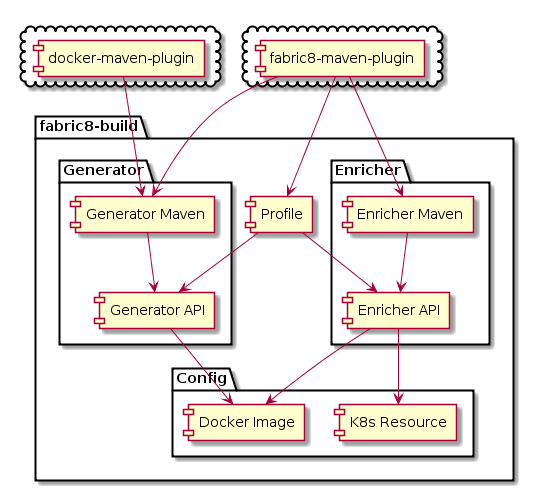 docker-maven-plugin
fabric8-maven-plugin
fabric8-build
Generator
Enricher
Generator Maven
Profile
Enricher Maven
Generator API
Enricher API
Config
Docker Image
K8s Resource